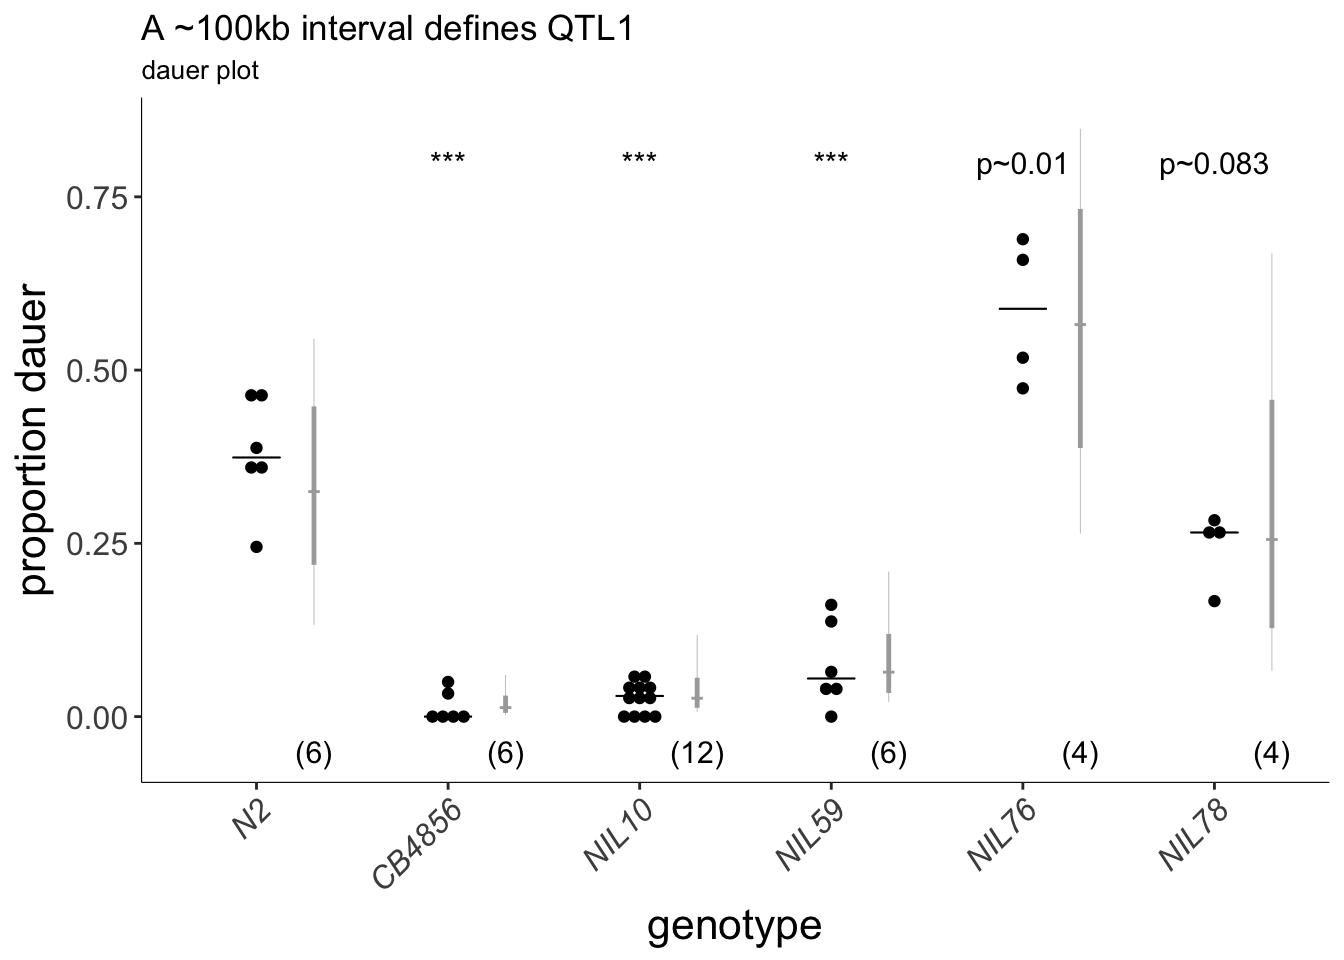 A ~100kb interval defines QTL1
dauer plot
*** *** *** p~0.01 p~0.083
0.75
0.50
0.25
0.00
proportion dauer
(6) (6) (12) (6) (4) (4)
N2 CB4856 NIL10 NIL59 NIL76 NIL78
genotype